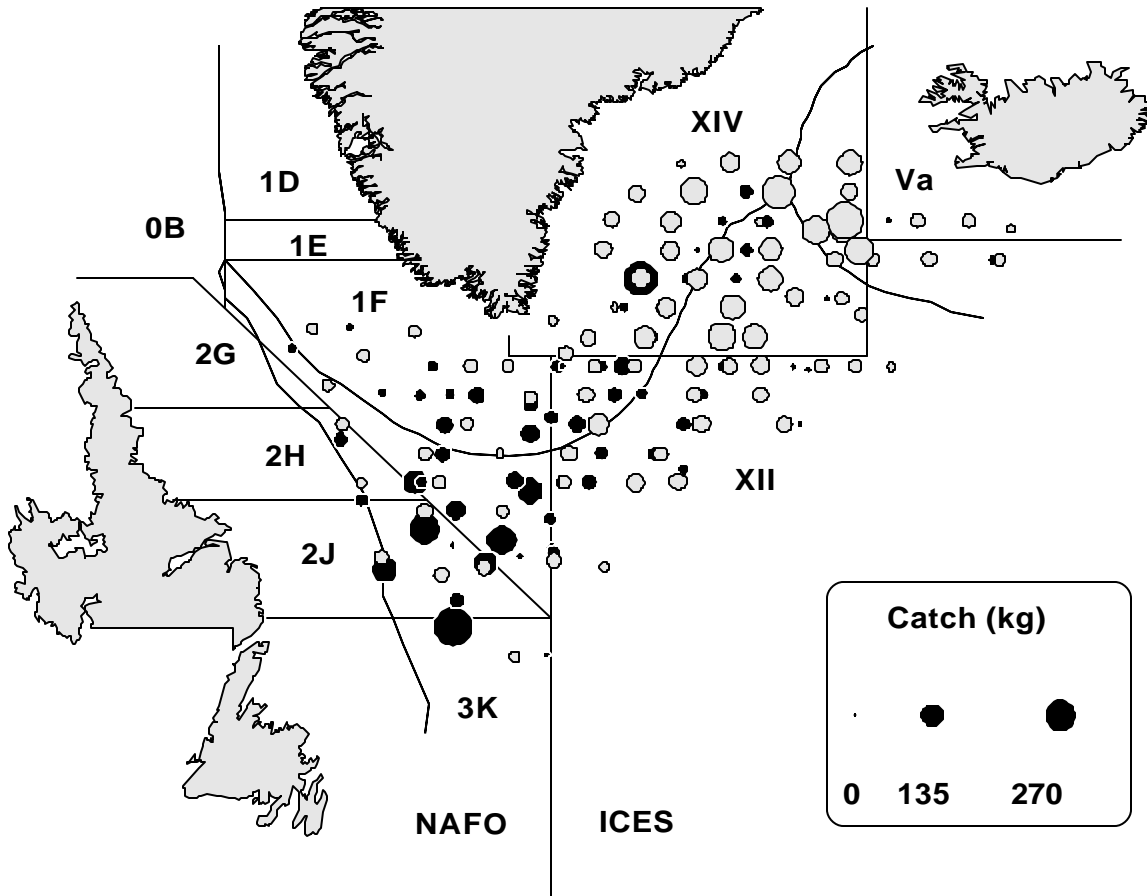 XIV
1D
Va
0B
1E
1F
2G
2H
XII
2J
Catch (kg)
3K
0 135 270
NAFO ICES